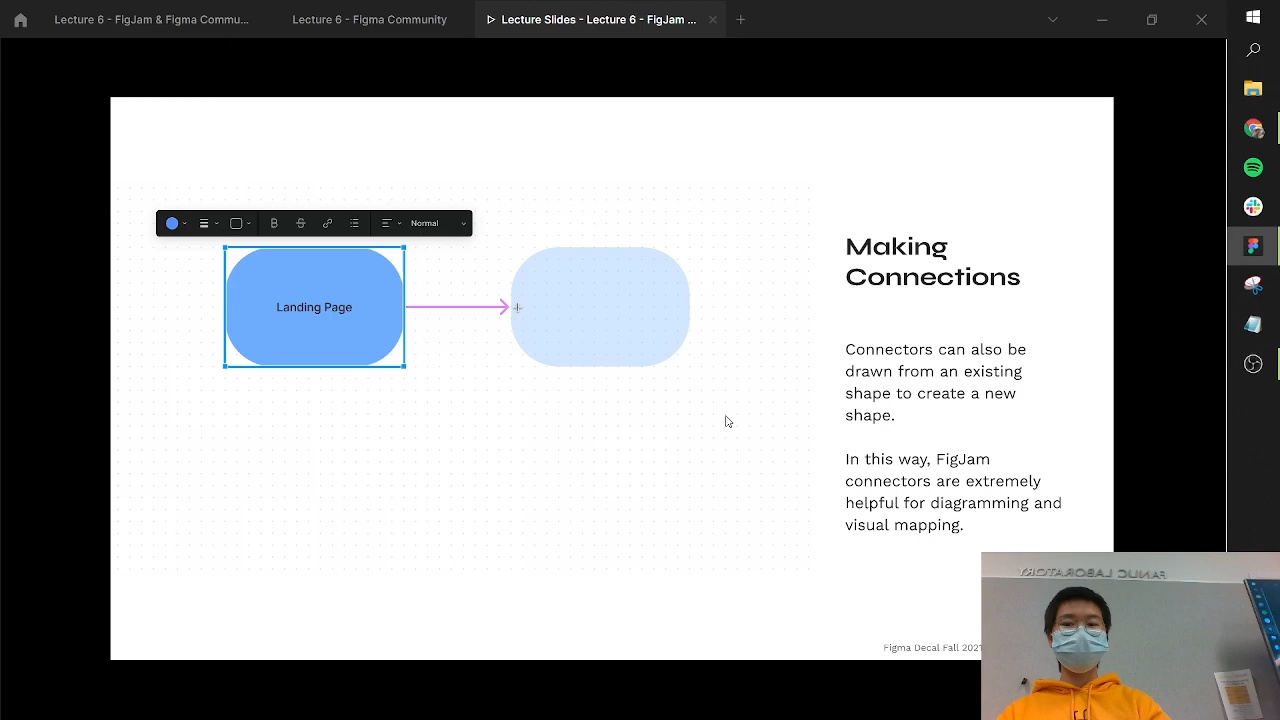 Lecture 6 - FigJam & Figma Commu...
Lecture 6 - Figma Community
Lecture Slides - Lecture 6 - FigJam ...
B
S
Normal
Landing Page
Making
Connections
Connectors can also be
drawn from an existing
shape to create a new
shape.
In this way, FigJam
connectors are extremely
helpful for diagramming and
visual mapping.
FANUC LABORATORY
Figma Decal Fall 2021